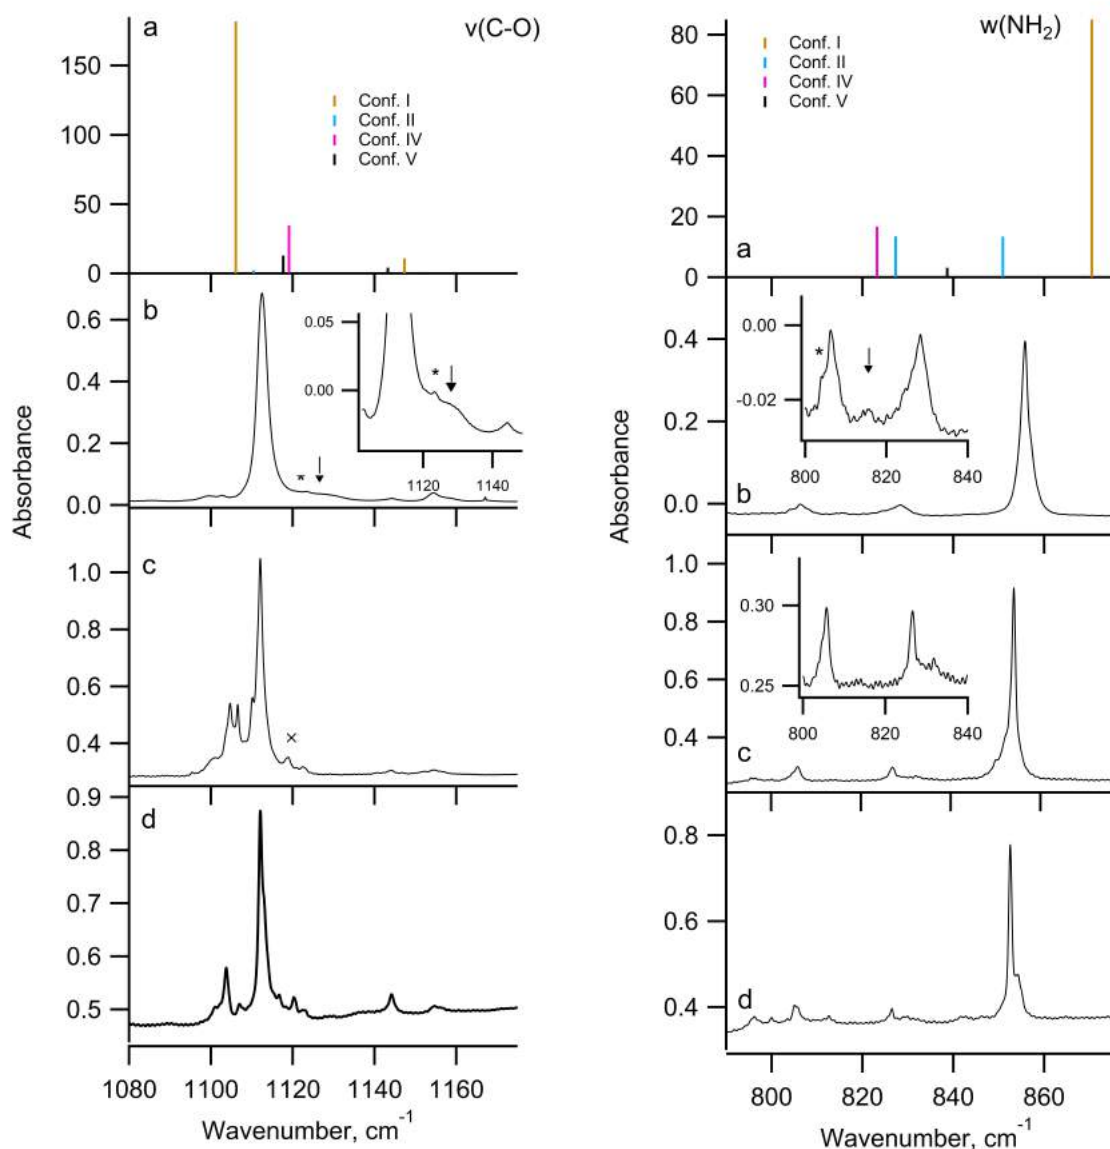 a
ν(C-O)
150
100
50
0
Conf. I
Conf. II
Conf. IV
Conf. V
b
0.6
0.4
0.2
0.0
0.05
0.00
*
1120
1140
*
c
1.0
0.8
0.6
0.4
×
d
0.9
0.8
0.7
0.6
0.5
1080
1100
1120
1140
1160
Absorbance
Wavenumber, cm⁻¹
w(NH₂)
80
60
40
20
0
Conf. I
Conf. II
Conf. IV
Conf. V
a
0.4
0.2
0.0
0.00
-0.02
*
800
820
840
b
1.0
0.8
0.6
0.4
0.30
0.25
800
820
840
c
0.8
0.6
0.4
d
800
820
840
860
Absorbance
Wavenumber, cm⁻¹